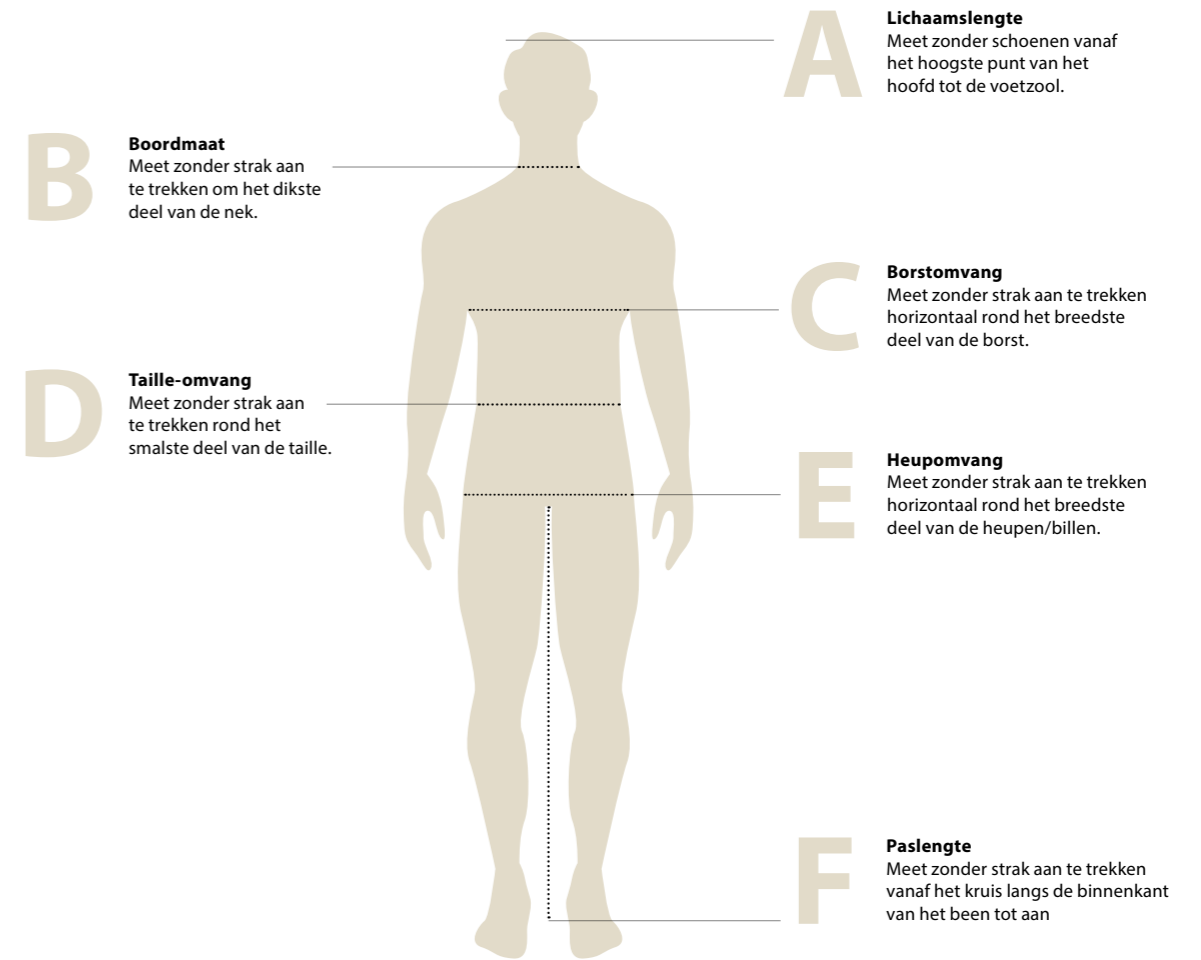 A
Lichaamslengte
Meet zonder schoenen vanaf
het hoogste punt van het
hoofd tot de voetzool.
B
Boordmaat
Meet zonder strak aan
te trekken om het dikste
deel van de nek.
C
Borstomvang
Meet zonder strak aan te trekken
horizontaal rond het breedste
deel van de borst.
D
Taille-omvang
Meet zonder strak aan
te trekken rond het
smalste deel van de taille.
E
Heupomvang
Meet zonder strak aan te trekken
horizontaal rond het breedste
deel van de heupen/billen.
F
Paslengte
Meet zonder strak aan te trekken
vanaf het kruis langs de binnenkant
van het been tot aan